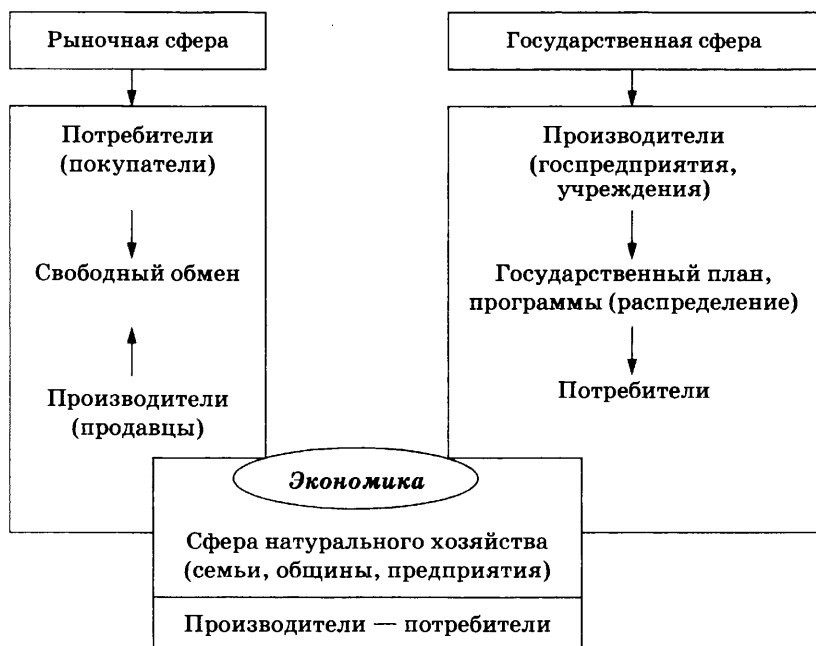 Рыночная сфера
Потребители
(покупатели)
Свободный обмен
Производители
(продавцы)
Государственная сфера
Производители
(госпредприятия,
учреждения)
Государственный план,
программы (распределение)
Потребители
Экономика
Сфера натурального хозяйства
(семьи, общины, предприятия)
Производители — потребители